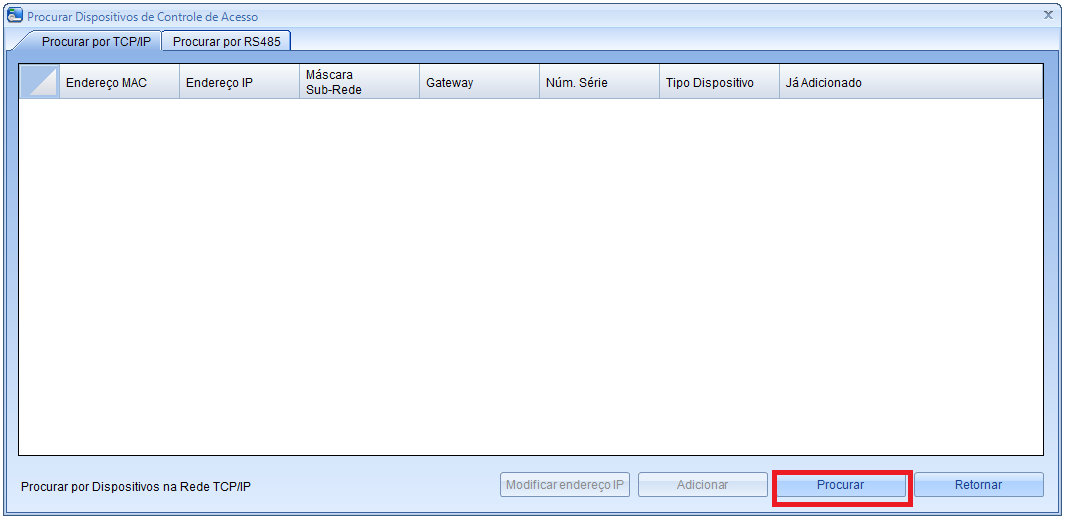 Procurar Dispositivos de Controle de Acesso
Procurar por TCP/IP Procurar por RS485
Endereço MAC Endereço IP Máscara Sub-Rede Gateway Núm. Série Tipo Dispositivo Já Adicionado
Procurar por Dispositivos na Rede TCP/IP Modificar endereço IP Adicionar Procurar Retornar